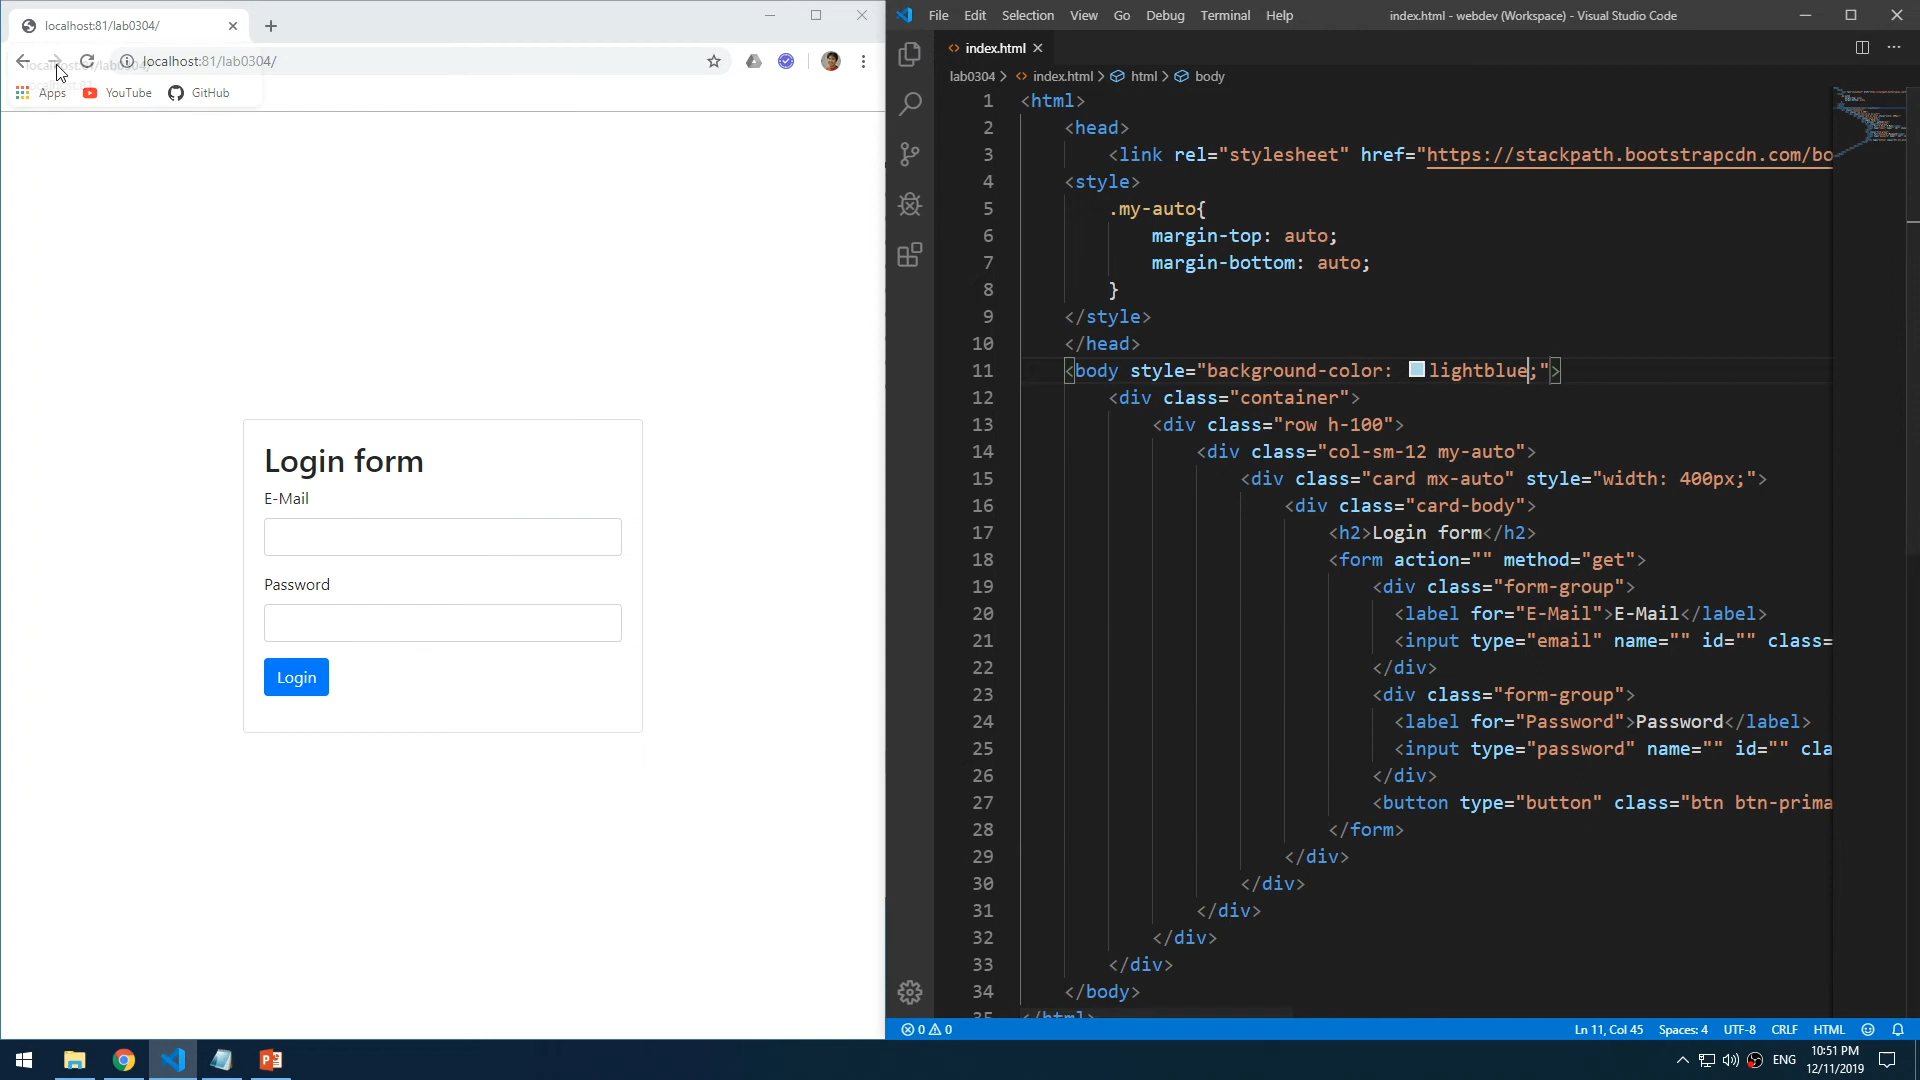 localhost:81/lab0304/
localhost:81/lab0304/
Apps
YouTube
GitHub
Login form
E-Mail
Password
Login
File Edit Selection View Go Debug Terminal Help
index.html - webdev (Workspace) - Visual Studio Code
index.html
lab0304 > index.html > html > body
1 <html>
2 <head>
3 <link rel="stylesheet" href="https://stackpath.bootstrapcdn.com/bo
4 <style>
5 .my-auto{
6 margin-top: auto;
7 margin-bottom: auto;
8 }
9 </style>
10 </head>
11 <body style="background-color: lightblue;">
12 <div class="container">
13 <div class="row h-100">
14 <div class="col-sm-12 my-auto">
15 <div class="card mx-auto" style="width: 400px;">
16 <div class="card-body">
17 <h2>Login form</h2>
18 <form action="" method="get">
19 <div class="form-group">
20 <label for="E-Mail">E-Mail</label>
21 <input type="email" name="" id="" class=
22 </div>
23 <div class="form-group">
24 <label for="Password">Password</label>
25 <input type="password" name="" id="" cla
26 </div>
27 <button type="button" class="btn btn-prima
28 </form>
29 </div>
30 </div>
31 </div>
32 </div>
33 </div>
34 </body>
35 </html>
0 0
Ln 11, Col 45 Spaces: 4 UTF-8 CRLF HTML
ENG
10:51 PM
12/11/2019